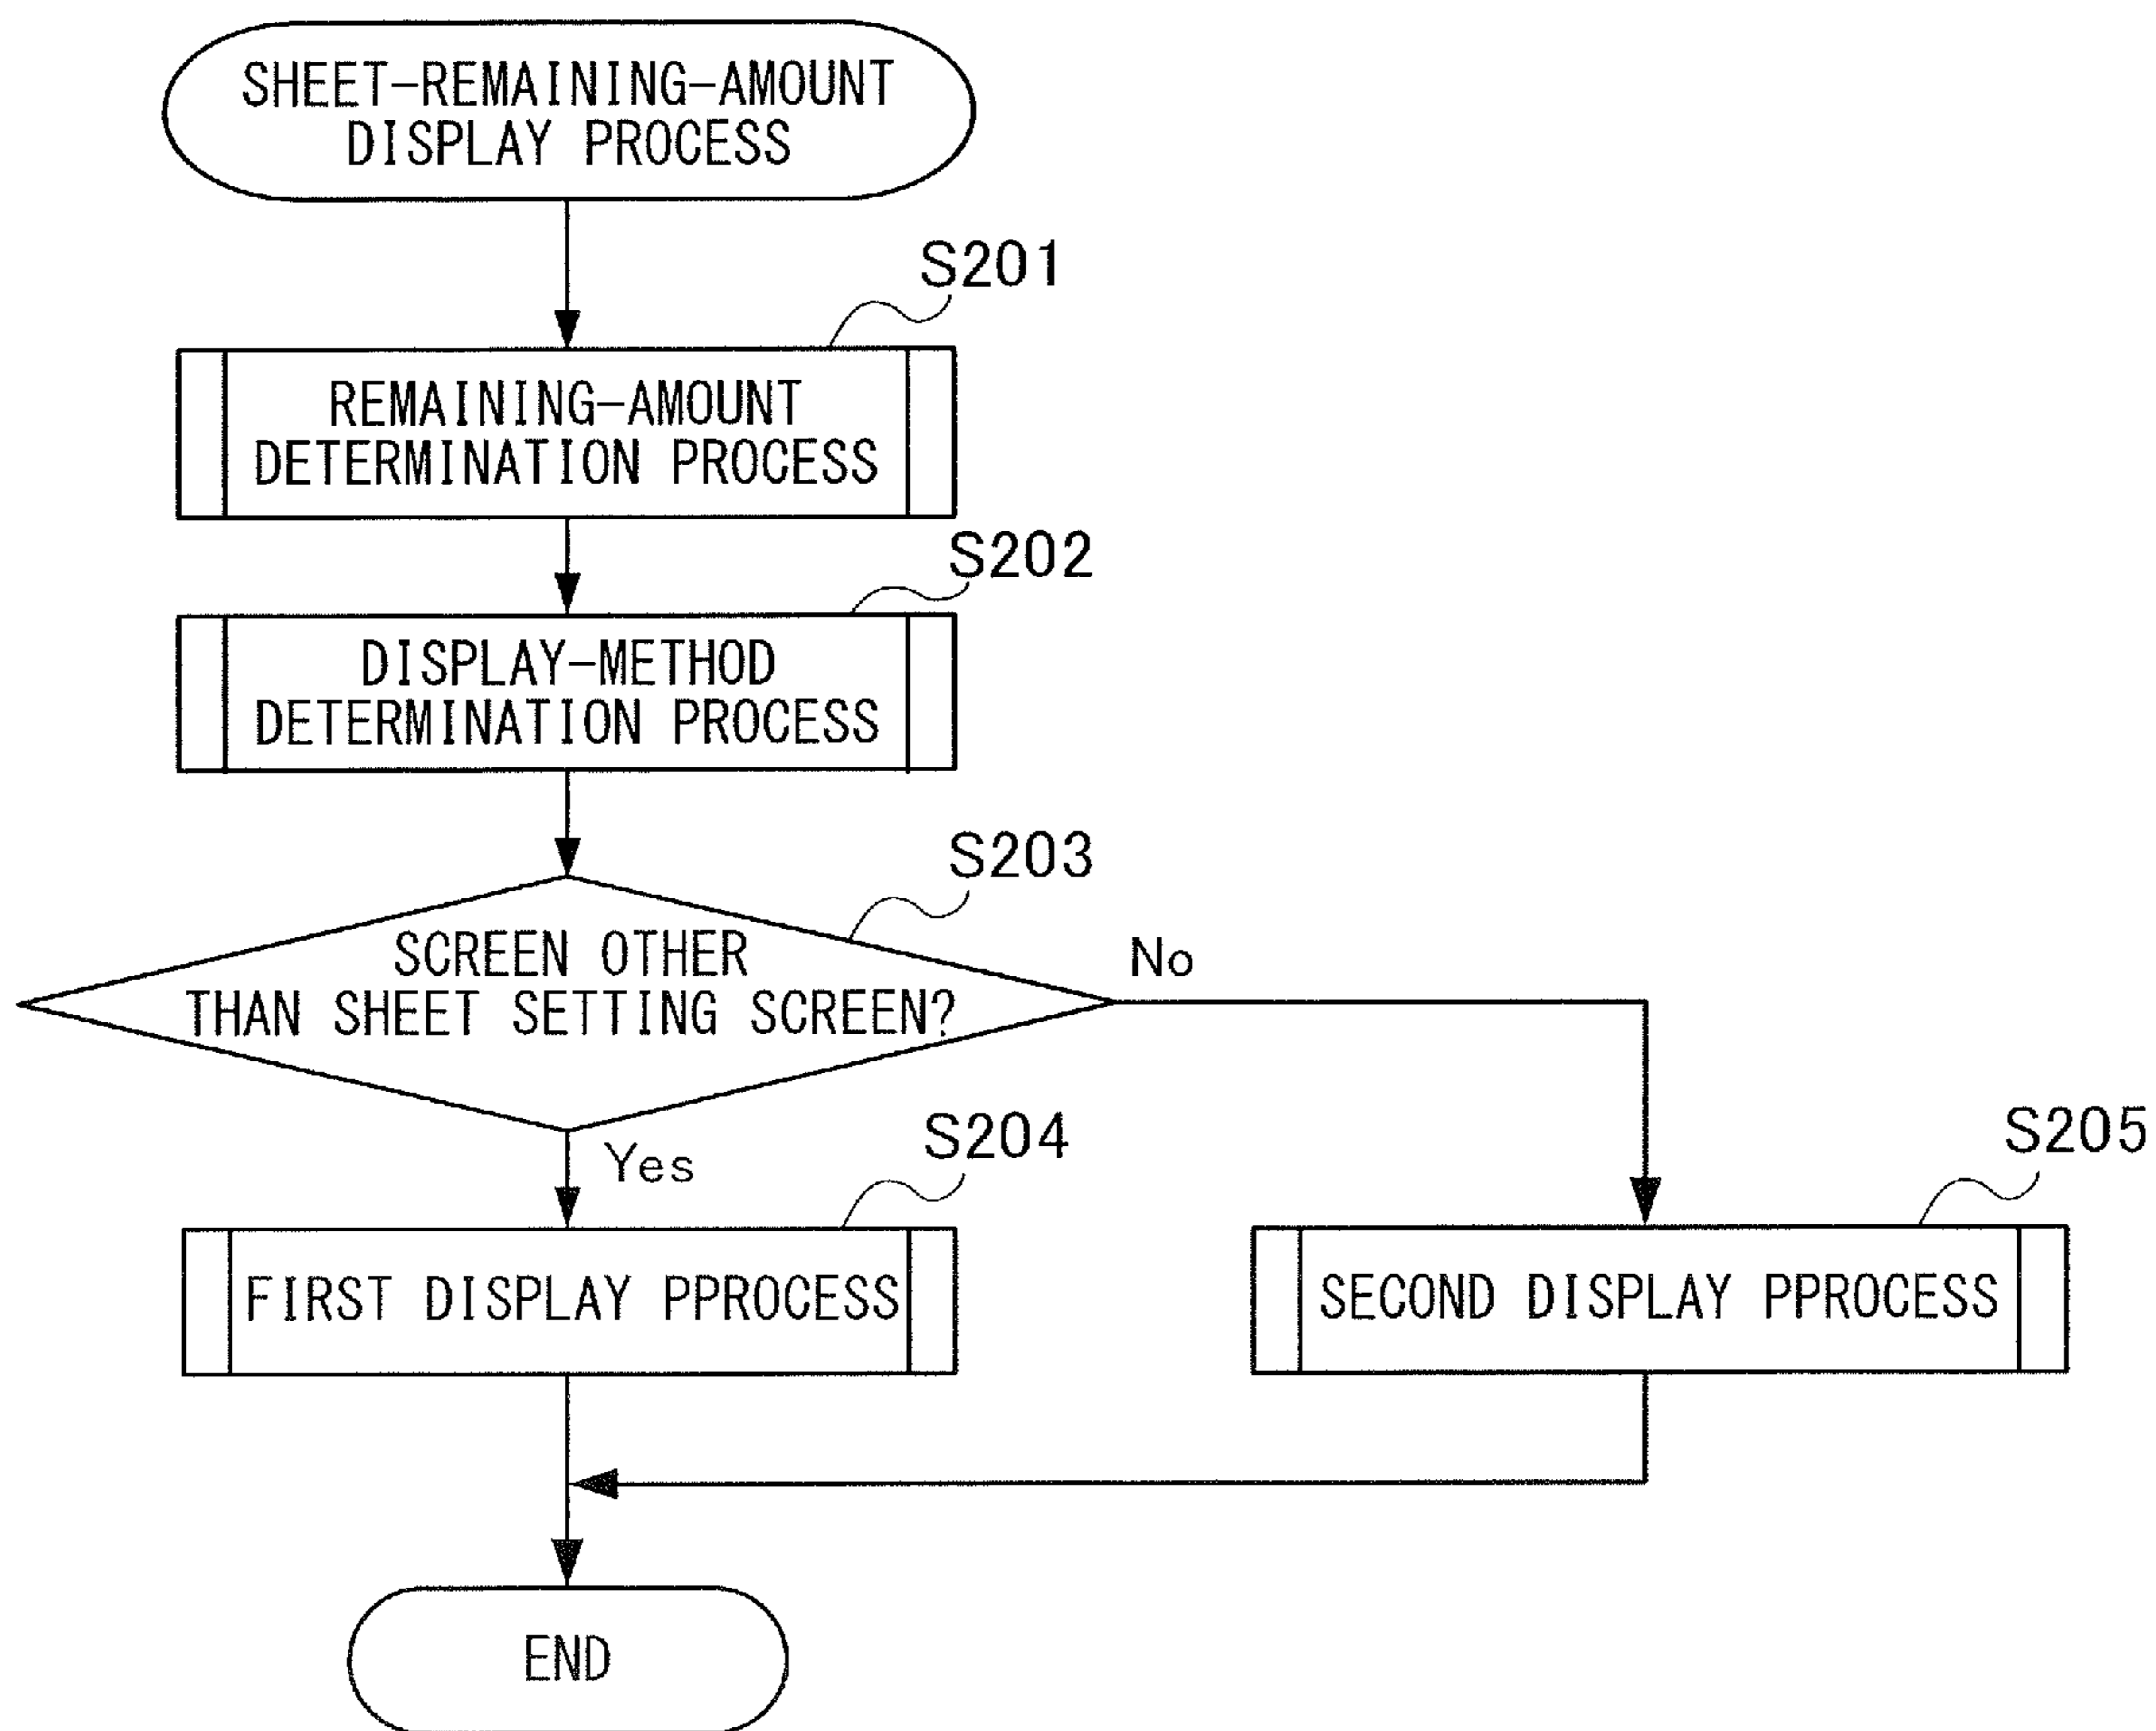 SHEET-REMAINING-AMOUNT
DISPLAY PROCESS
S201
REMAINING-AMOUNT
DETERMINATION PROCESS
S202
DISPLAY-METHOD
DETERMINATION PROCESS
S203
SCREEN OTHER
THAN SHEET SETTING SCREEN?
No
Yes
S204
S205
FIRST DISPLAY PPROCESS
SECOND DISPLAY PPROCESS
END